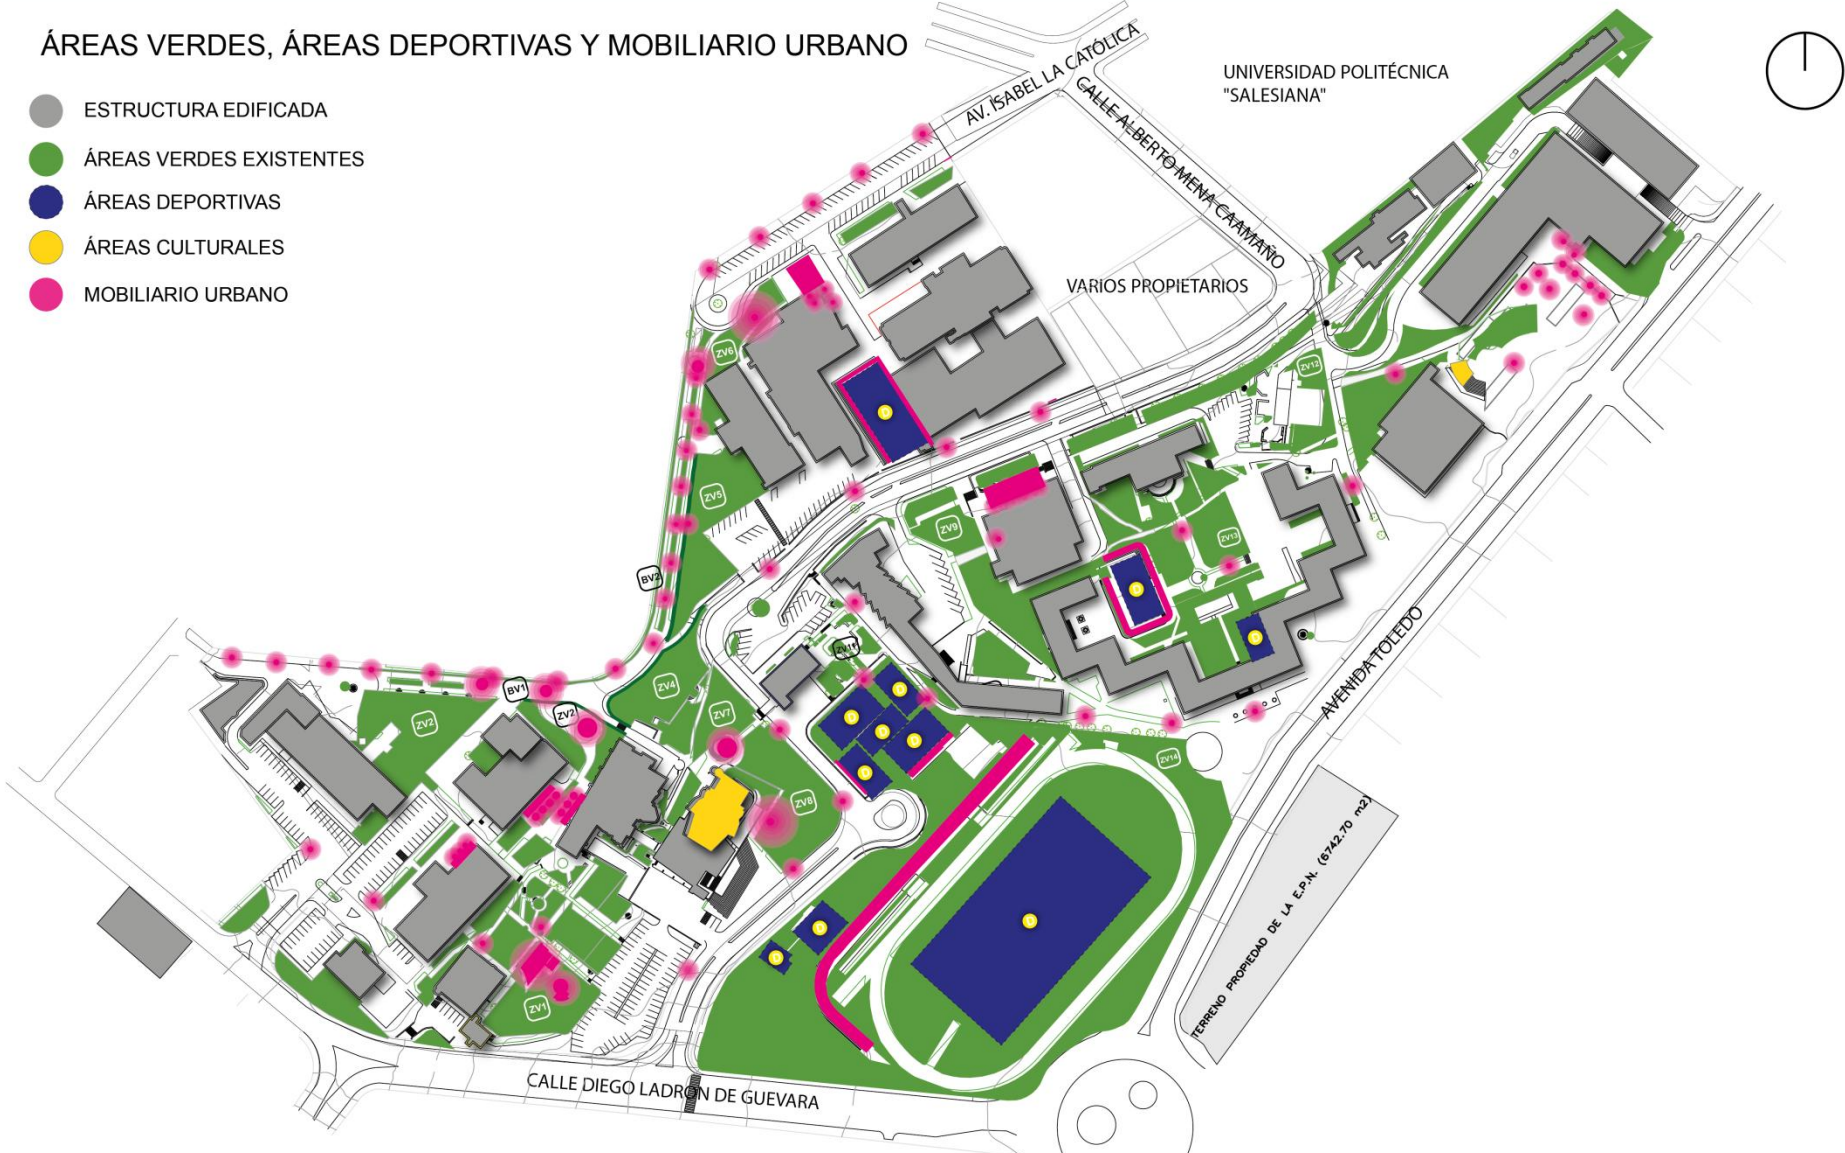 ÁREAS VERDES, ÁREAS DEPORTIVAS Y MOBILIARIO URBANO
ESTRUCTURA EDIFICADA
ÁREAS VERDES EXISTENTES
ÁREAS DEPORTIVAS
ÁREAS CULTURALES
MOBILIARIO URBANO
AV. ISABEL LA CATÓLICA
CALLE ALBERTO MENA CAAMAÑO
UNIVERSIDAD POLITÉCNICA
"SALESIANA"
VARIOS PROPIETARIOS
ZV6
ZV12
D
ZV5
ZV9
ZV13
BV2
D
D
ZV4
BV1
ZV2
ZV2
ZV7
D
D
D
D
D
ZV14
ZV8
AVENIDA TOLEDO
D
D
D
ZV1
TERRENO PROPIEDAD DE LA E.P.N. (6742.70 m2)
CALLE DIEGO LADRÓN DE GUEVARA